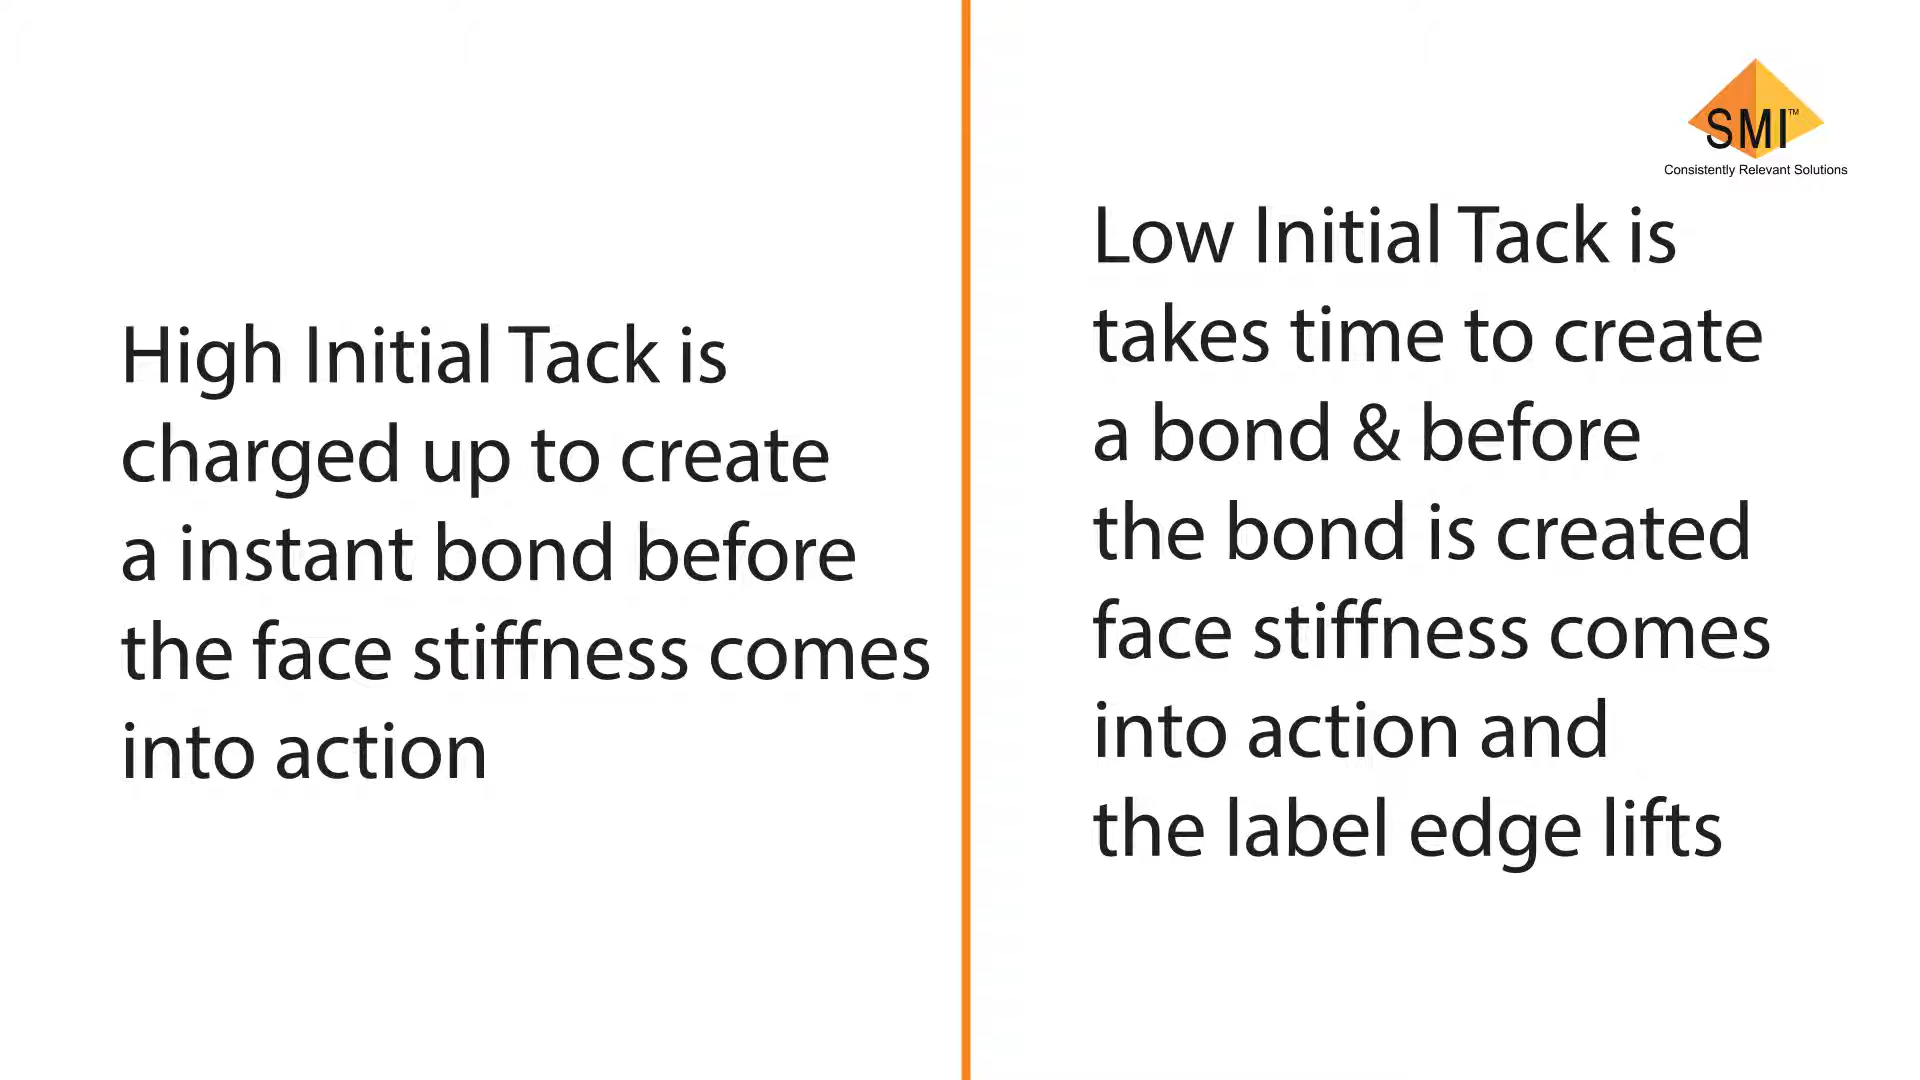 High Initial Tack is
charged up to create
a instant bond before
the face stiffness comes
into action
SMI™
Consistently Relevant Solutions
Low Initial Tack is
takes time to create
a bond & before
the bond is created
face stiffness comes
into action and
the label edge lifts